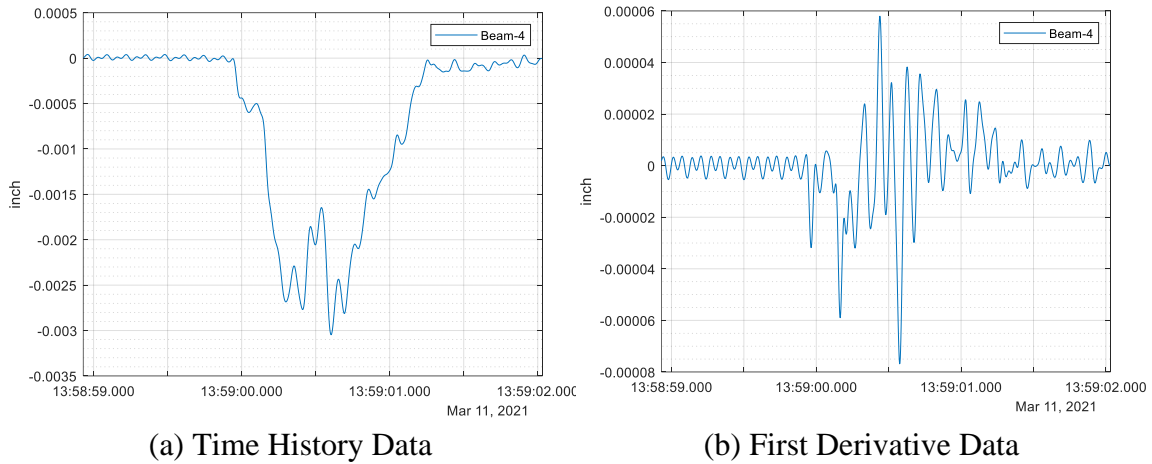 0.0005
0
-0.0005
-0.001
-0.0015
-0.002
-0.0025
-0.003
-0.0035
inch
Beam-4
13:58:59.000 13:59:00.000 13:59:01.000 13:59:02.000
Mar 11, 2021
(a) Time History Data
0.00006
0.00004
0.00002
0
-0.00002
-0.00004
-0.00006
-0.00008
inch
Beam-4
13:58:59.000 13:59:00.000 13:59:01.000 13:59:02.000
Mar 11, 2021
(b) First Derivative Data